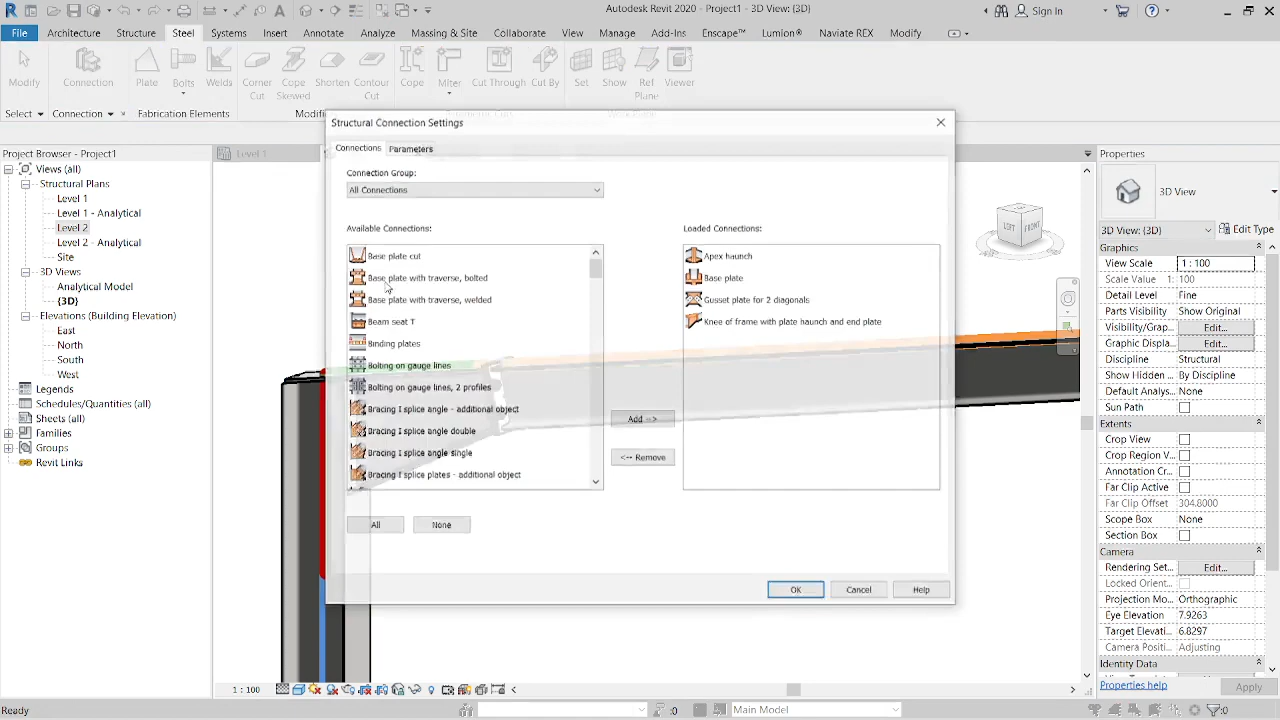 Autodesk Revit 2020 - Project1 - 3D View: {3D}
Sign In
File Architecture Structure Steel Systems Insert Annotate Analyze Massing & Site Collaborate View Manage Add-Ins Enscape™ Lumion® Naviate REX Modify
Modify Connection Plate Bolts Welds Corner Cut Cope Skewed Shorten Contour Cut Cope Miter Cut Through Cut By Set Show Ref Plane Viewer
Select Connection Fabrication Elements
Project Browser - Project1
Level 1
Properties
Views (all)
Structural Plans
Level 1
Level 1 - Analytical
Level 2
Level 2 - Analytical
Site
3D Views
Analytical Model
{3D}
Elevations (Building Elevation)
East
North
South
West
Legends
Schedules/Quantities (all)
Sheets (all)
Families
Groups
Revit Links
Structural Connection Settings
Connections Parameters
Connection Group:
All Connections
Available Connections:
Base plate cut
Base plate with traverse, bolted
Base plate with traverse, welded
Beam seat T
Binding plates
Bolting on gauge lines
Bolting on gauge lines, 2 profiles
Bracing I splice angle - additional object
Bracing I splice angle double
Bracing I splice angle single
Bracing I splice plates - additional object
All None
Add -->
<-- Remove
Loaded Connections:
Apex haunch
Base plate
Gusset plate for 2 diagonals
Knee of frame with plate haunch and end plate
OK Cancel Help
LEFT FRONT
3D View
3D View: {3D} Edit Type
Graphics
View Scale 1 : 100
Scale Value 1: 100
Detail Level Fine
Parts Visibility Show Original
Visibility/Grap... Edit...
Graphic Displa... Edit...
Discipline Structural
Show Hidden ... By Discipline
Default Analy... None
Sun Path
Extents
Crop View
Crop Region V...
Annotation Cr...
Far Clip Active
Far Clip Offset 304.8000
Scope Box None
Section Box
Camera
Rendering Set... Edit...
Locked Orient...
Projection Mo... Orthographic
Eye Elevation 7.9263
Target Elevati... 6.8297
Camera Positi... Adjusting
Identity Data
Properties help Apply
1 : 100
Ready
:0
Main Model
:0